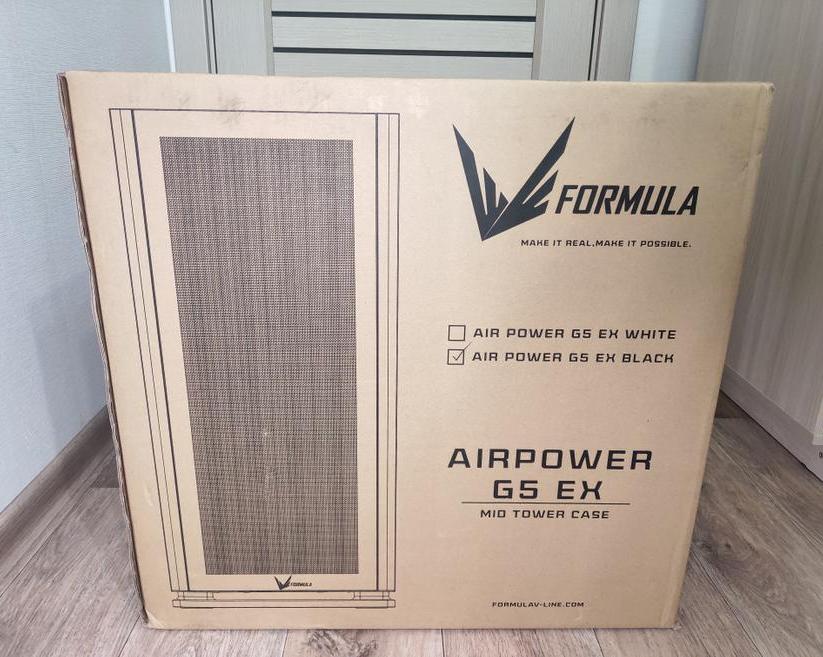 FORMULA
MAKE IT REAL,MAKE IT POSSIBLE.
AIR POWER G5 EX WHITE
AIR POWER G5 EX BLACK
AIRPOWER
G5 EX
MID TOWER CASE
FORMULA
FORMULAV-LINE.COM